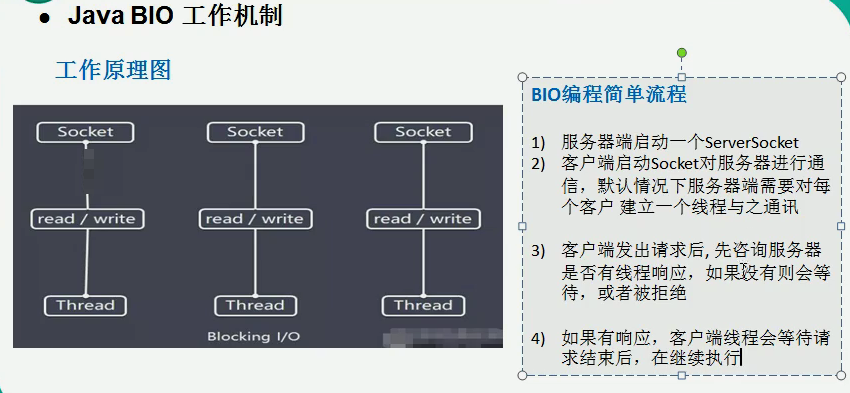 Java BIO 工作机制
工作原理图
Socket
Socket
Socket
read / write
read / write
read / write
Thread
Thread
Thread
Blocking I/O
BIO编程简单流程
1) 服务器端启动一个ServerSocket
2) 客户端启动Socket对服务器进行通
信，默认情况下服务器端需要对每
个客户 建立一个线程与之通讯
3) 客户端发出请求后, 先咨询服务器
是否有线程响应，如果没有则会等
待，或者被拒绝
4) 如果有响应，客户端线程会等待请
求结束后，在继续执行